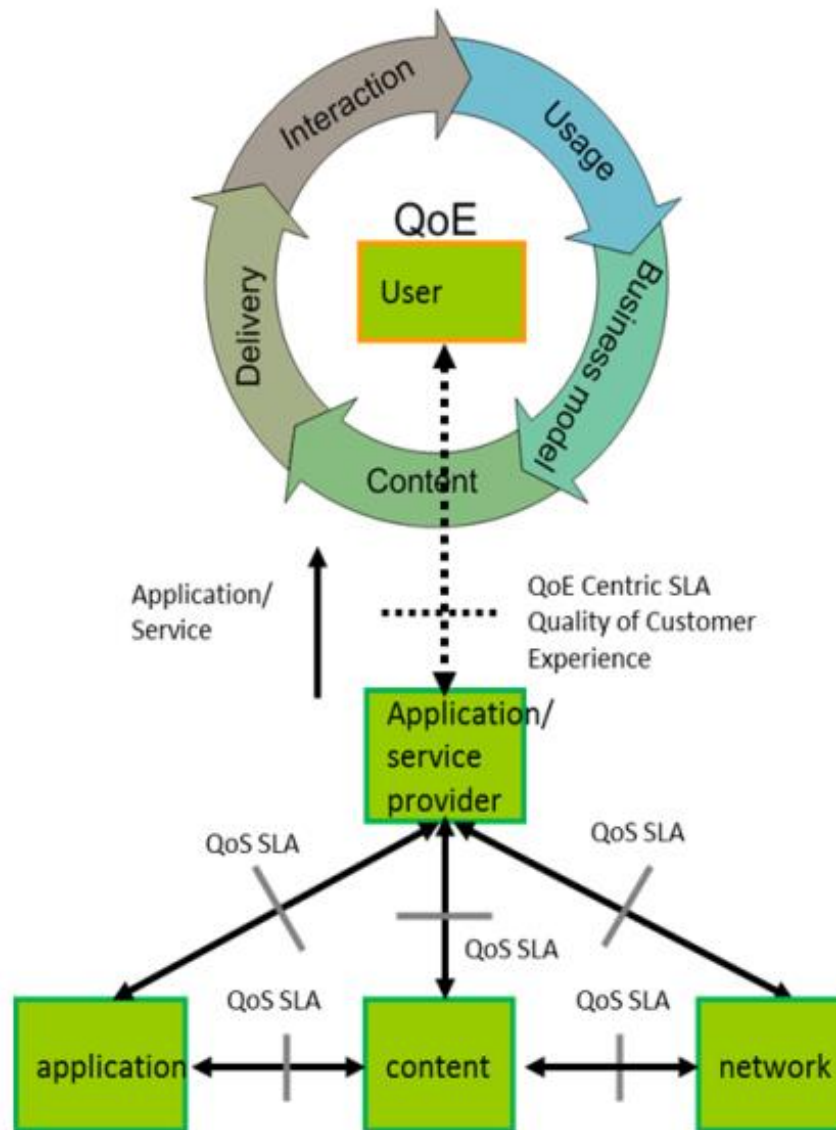 Interaction
Usage
QoE
User
Delivery
Business model
Content
Application/
Service
QoE Centric SLA
Quality of Customer
Experience
Application/
service
provider
QoS SLA
QoS SLA
QoS SLA
QoS SLA
QoS SLA
application
content
network